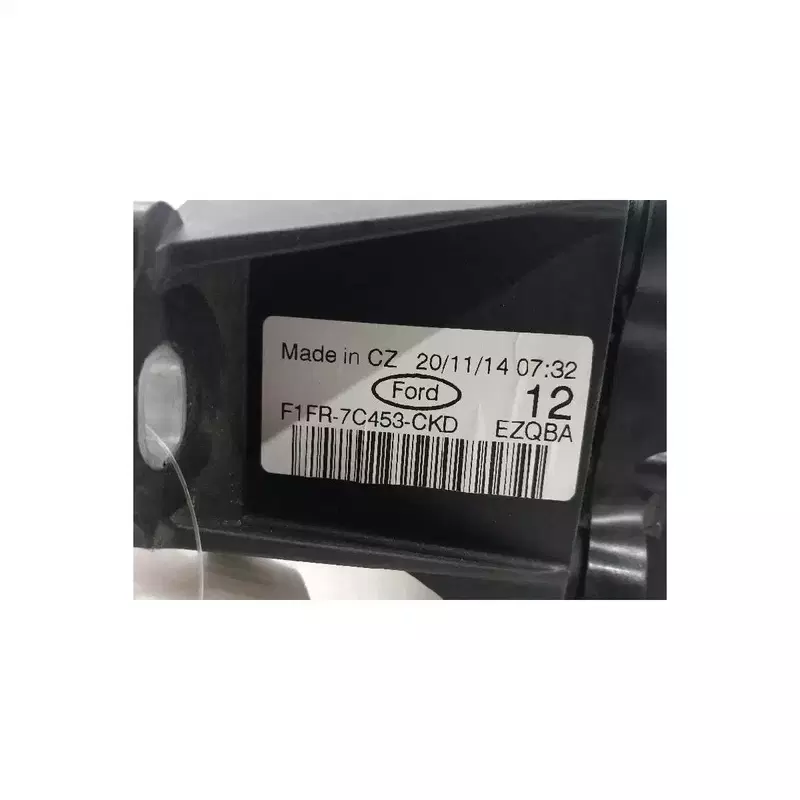 Made in CZ 20/11/14 07:32
Ford 12
F1FR-7C453-CKD EZQBA